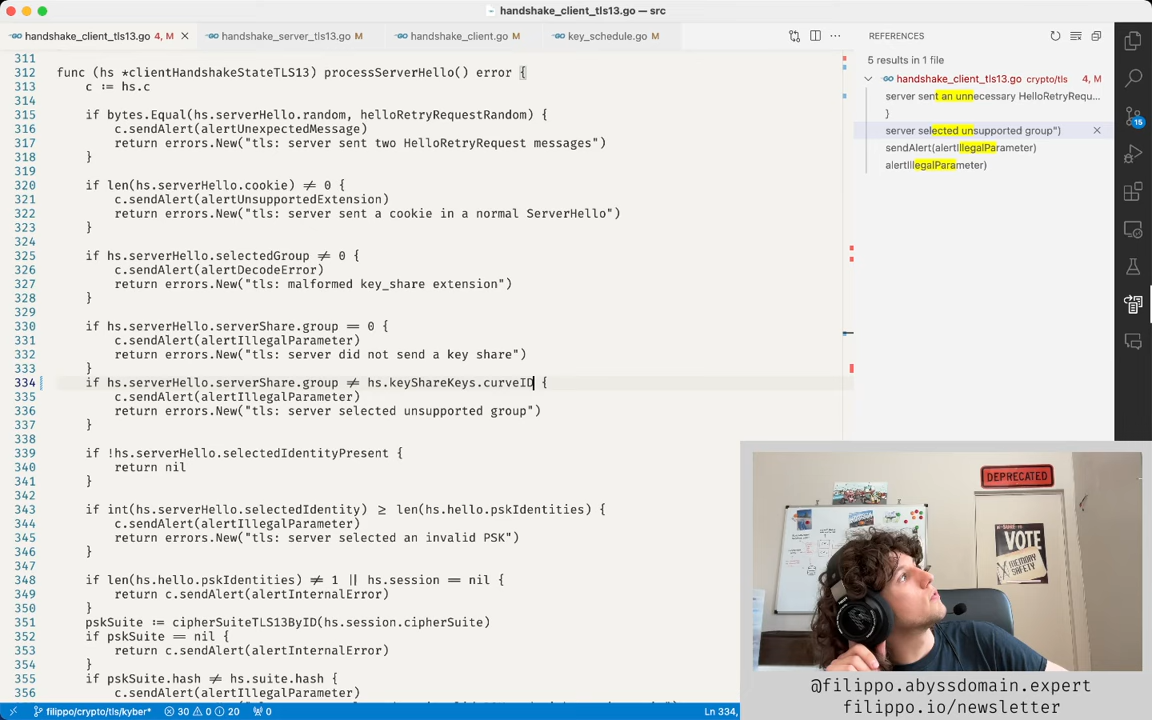 handshake_client_tls13.go — src
handshake_client_tls13.go 4, M
handshake_server_tls13.go M
handshake_client.go M
key_schedule.go M
REFERENCES
5 results in 1 file
handshake_client_tls13.go crypto/tls 4, M
server sent an unnecessary HelloRetryRequ...
}
server selected unsupported group")
sendAlert(alertIllegalParameter)
alertIllegalParameter)
15
311
312 func (hs *clientHandshakeStateTLS13) processServerHello() error {
313 c := hs.c
314
315 if bytes.Equal(hs.serverHello.random, helloRetryRequestRandom) {
316 c.sendAlert(alertUnexpectedMessage)
317 return errors.New("tls: server sent two HelloRetryRequest messages")
318 }
319
320 if len(hs.serverHello.cookie) ≠ 0 {
321 c.sendAlert(alertUnsupportedExtension)
322 return errors.New("tls: server sent a cookie in a normal ServerHello")
323 }
324
325 if hs.serverHello.selectedGroup ≠ 0 {
326 c.sendAlert(alertDecodeError)
327 return errors.New("tls: malformed key_share extension")
328 }
329
330 if hs.serverHello.serverShare.group == 0 {
331 c.sendAlert(alertIllegalParameter)
332 return errors.New("tls: server did not send a key share")
333 }
334 if hs.serverHello.serverShare.group ≠ hs.keyShareKeys.curveID {
335 c.sendAlert(alertIllegalParameter)
336 return errors.New("tls: server selected unsupported group")
337 }
338
339 if !hs.serverHello.selectedIdentityPresent {
340 return nil
341 }
342
343 if int(hs.serverHello.selectedIdentity) ≥ len(hs.hello.pskIdentities) {
344 c.sendAlert(alertIllegalParameter)
345 return errors.New("tls: server selected an invalid PSK")
346 }
347
348 if len(hs.hello.pskIdentities) ≠ 1 || hs.session == nil {
349 return c.sendAlert(alertInternalError)
350 }
351 pskSuite := cipherSuiteTLS13ByID(hs.session.cipherSuite)
352 if pskSuite == nil {
353 return c.sendAlert(alertInternalError)
354 }
355 if pskSuite.hash ≠ hs.suite.hash {
356 c.sendAlert(alertIllegalParameter)
DEPRECATED
VOTE
MEMORY
SAFETY
@filippo.abyssdomain.expert
filippo.io/newsletter
filippo/crypto/tls/kyber* 30 0 20 0 Ln 334,